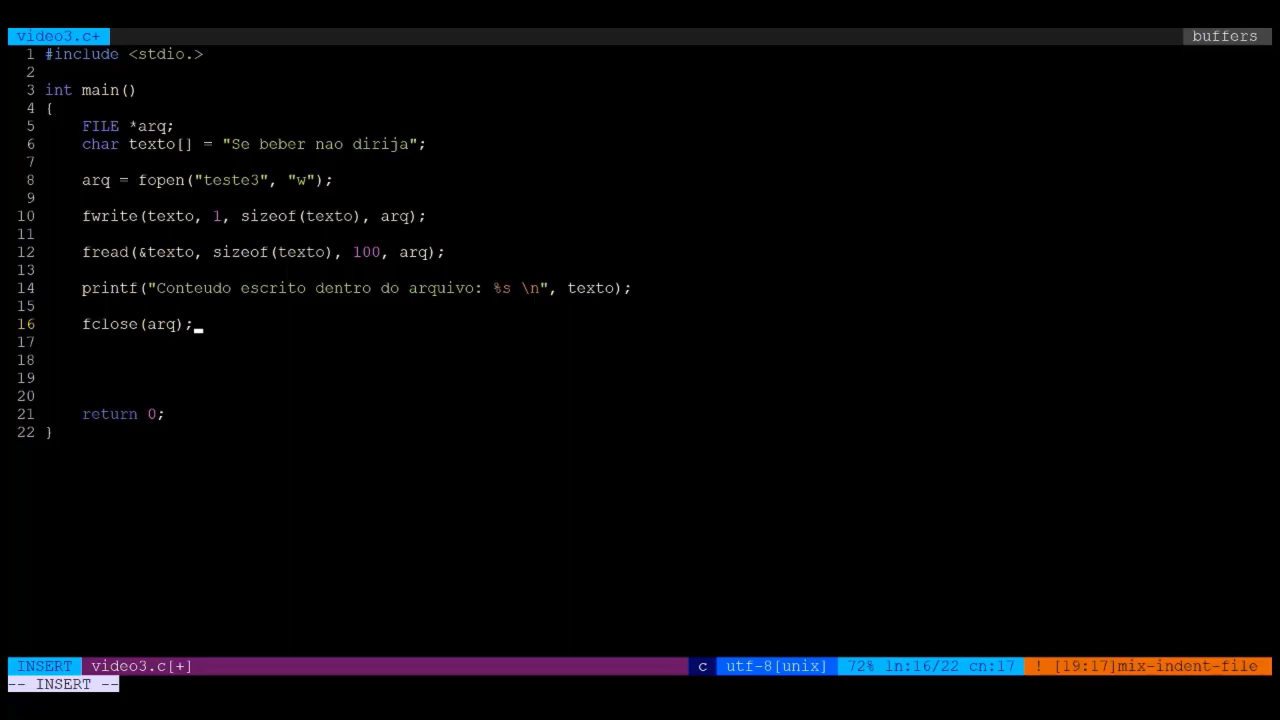 video3.c+ buffers
1 #include <stdio.>
2
3 int main()
4 {
5 FILE *arq;
6 char texto[] = "Se beber nao dirija";
7
8 arq = fopen("teste3", "w");
9
10 fwrite(texto, 1, sizeof(texto), arq);
11
12 fread(&texto, sizeof(texto), 100, arq);
13
14 printf("Conteudo escrito dentro do arquivo: %s \n", texto);
15
16 fclose(arq);
17
18
19
20
21 return 0;
22 }
INSERT video3.c[+] c utf-8[unix] 72% ln:16/22 cn:17 ! [19:17]mix-indent-file
-- INSERT --